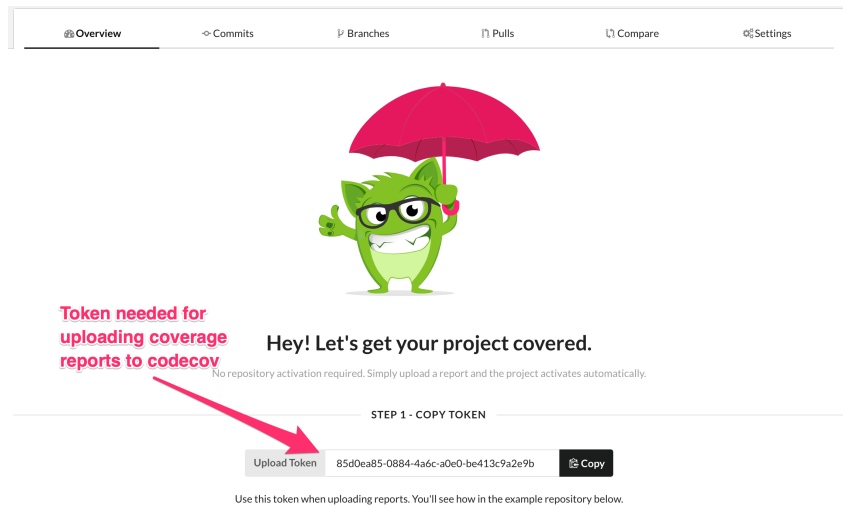 Overview
Commits
Branches
Pulls
Compare
Settings
Token needed for
uploading coverage
reports to codecov
Hey! Let's get your project covered.
No repository activation required. Simply upload a report and the project activates automatically.
STEP 1 - COPY TOKEN
Upload Token
85d0ea85-0884-4a6c-a0e0-be413c9a2e9b
Copy
Use this token when uploading reports. You'll see how in the example repository below.